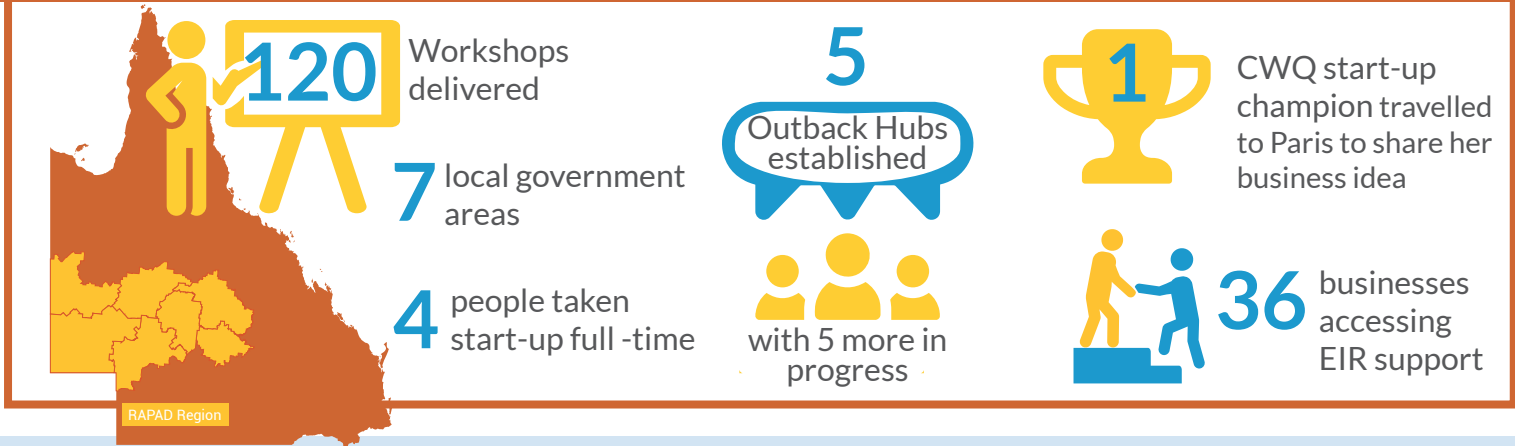 120
Workshops
delivered
7
local government
areas
4
people taken
start-up full -time
RAPAD Region
5
Outback Hubs
established
with 5 more in
progress
1
CWQ start-up
champion travelled
to Paris to share her
business idea
36
businesses
accessing
EIR support